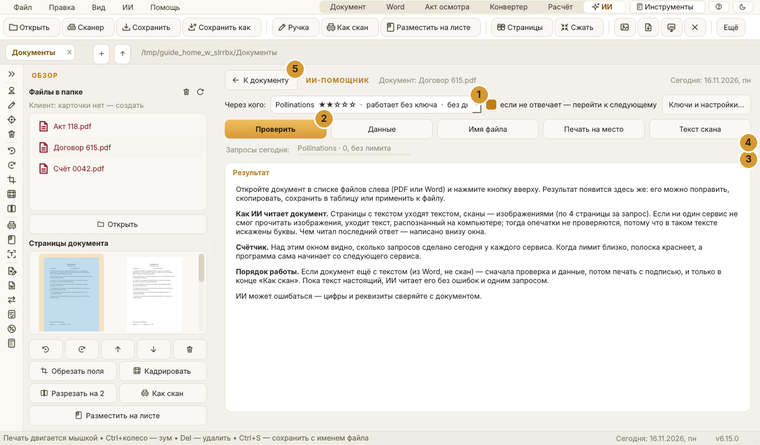 Файл Правка Вид ИИ Помощь Документ Word Акт осмотра Конвертер Расчёт ИИ Инструменты
Открыть Сканер Сохранить Сохранить как Ручка Как скан Разместить на листе Страницы Сжать Ещё
Документы /tmp/guide_home_w_slrrbx/Документы
5
ОБЗОР
К документу ИИ-ПОМОЩНИК Документ: Договор 615.pdf Сегодня: 16.11.2026, пн
Файлы в папке
Клиент: карточки нет — создать
1
Через кого: Pollinations ★★☆☆☆ · работает без ключа · без если не отвечает — перейти к следующему Ключи и настройки...
2
Акт 118.pdf
Договор 615.pdf
Счёт 0042.pdf
Проверить Данные Имя файла Печать на место Текст скана
4
Запросы сегодня: Pollinations · 0, без лимита
3
Результат
Откройте документ в списке файлов слева (PDF или Word) и нажмите кнопку вверху. Результат появится здесь же: его можно поправить,
скопировать, сохранить в таблицу или применить к файлу.
Как ИИ читает документ. Страницы с текстом уходят текстом, сканы — изображениями (по 4 страницы за запрос). Если ни один сервис не
смог прочитать изображения, уходит текст, распознанный на компьютере; тогда опечатки не проверяются, потому что в таком тексте
искажены буквы. Чем читал последний ответ — написано внизу окна.
Счётчик. Над этим окном видно, сколько запросов сделано сегодня у каждого сервиса. Когда лимит близко, полоска краснеет, а
программа сама начинает со следующего сервиса.
Порядок работы. Если документ ещё с текстом (из Word, не скан) — сначала проверка и данные, потом печать с подписью, и только в
конце «Как скан». Пока текст настоящий, ИИ читает его без ошибок и одним запросом.
ИИ может ошибаться — цифры и реквизиты сверяйте с документом.
Открыть
Страницы документа
Обрезать поля Кадрировать
Разрезать на 2 Как скан
Разместить на листе
Печать двигается мышкой • Ctrl+колесо — зум • Del — удалить • Ctrl+S — сохранить с именем файла Сегодня: 16.11.2026, пн v6.15.0